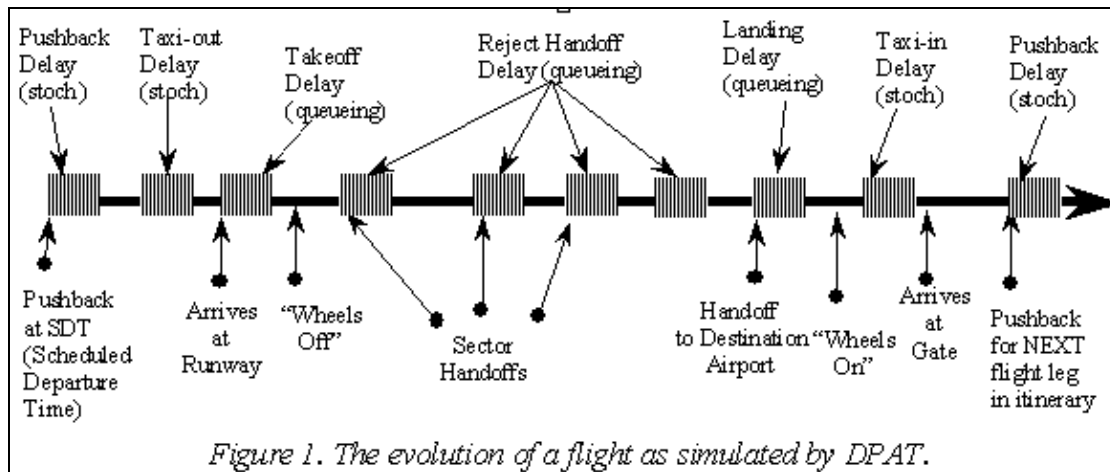 Pushback
Delay
(stoch)
Taxi-out
Delay
(stoch)
Takeoff
Delay
(queueing)
Reject Handoff
Delay (queueing)
Landing
Delay
(queueing)
Taxi-in
Delay
(stoch)
Pushback
Delay
(stoch)
Pushback
at SDT
(Scheduled
Departure
Time)
Arrives
at
Runway
“Wheels
Off”
Sector
Handoffs
Handoff
to Destination
Airport
“Wheels
On”
Arrives
at
Gate
Pushback
for NEXT
flight leg
in itinerary
Figure 1. The evolution of a flight as simulated by DPAT.